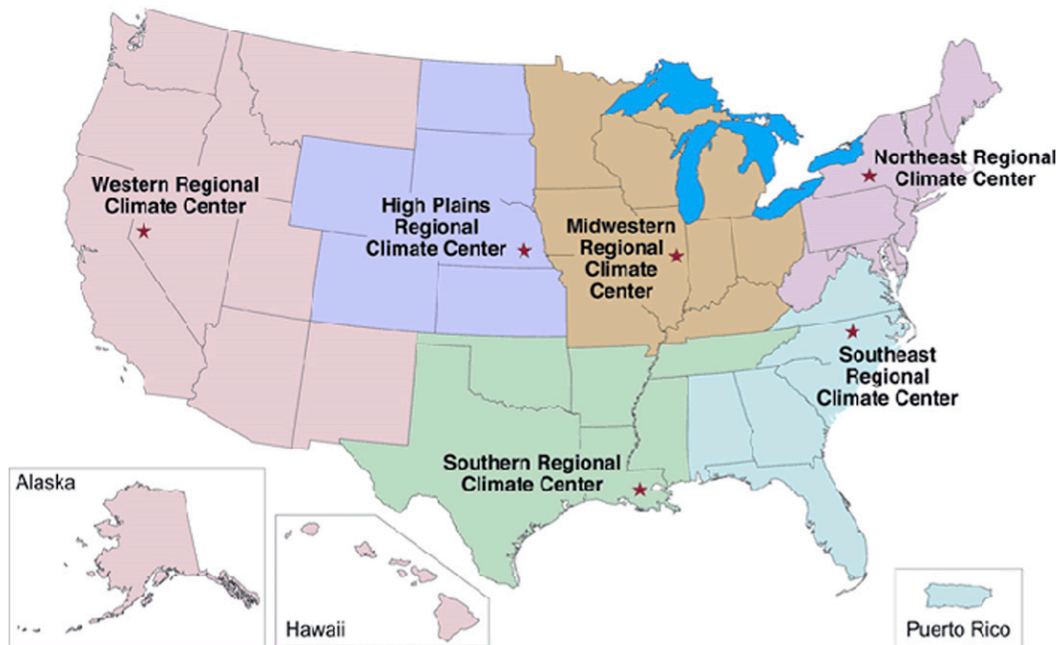 Western Regional
Climate Center
High Plains
Regional
Climate Center
Midwestern
Regional
Climate
Center
Northeast Regional
Climate Center
Southeast
Regional
Climate Center
Southern Regional
Climate Center
Alaska
Hawaii
Puerto Rico